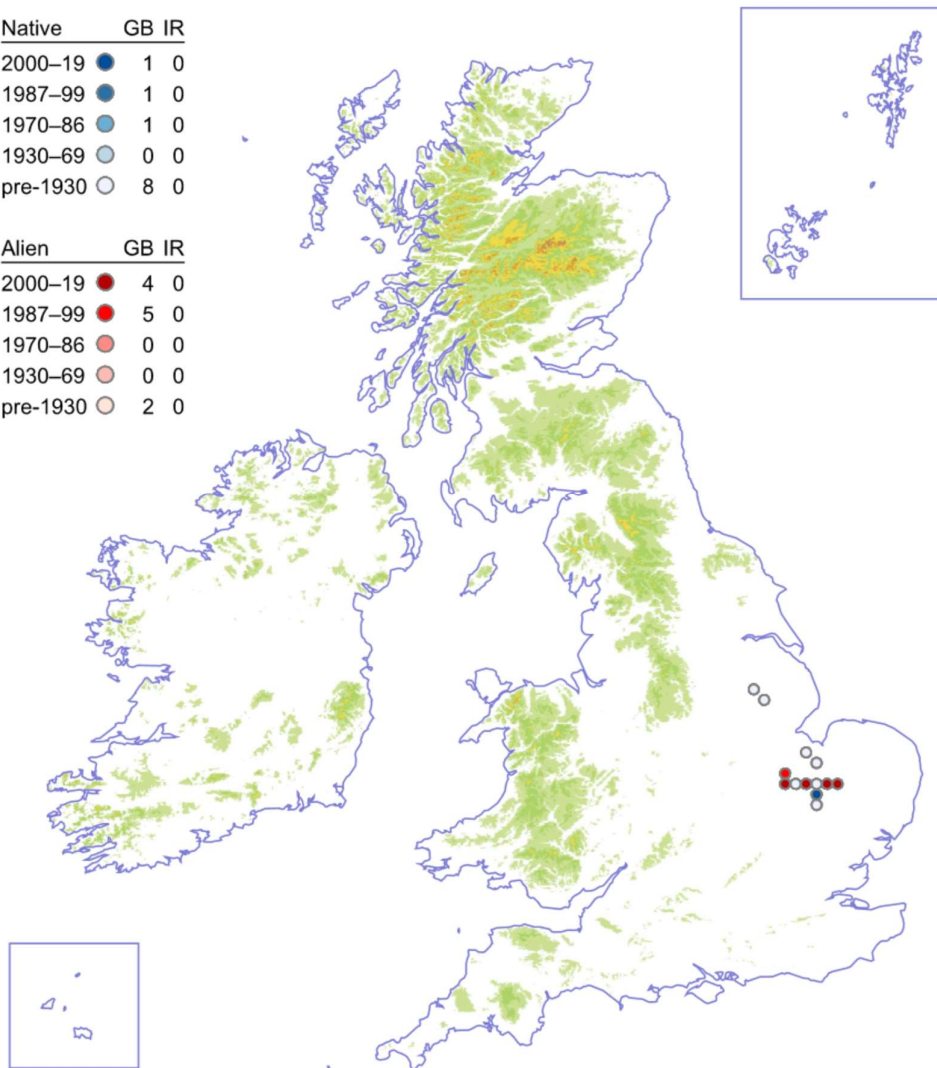 Native GB IR
2000–19 1 0
1987–99 1 0
1970–86 1 0
1930–69 0 0
pre-1930 8 0
Alien GB IR
2000–19 4 0
1987–99 5 0
1970–86 0 0
1930–69 0 0
pre-1930 2 0